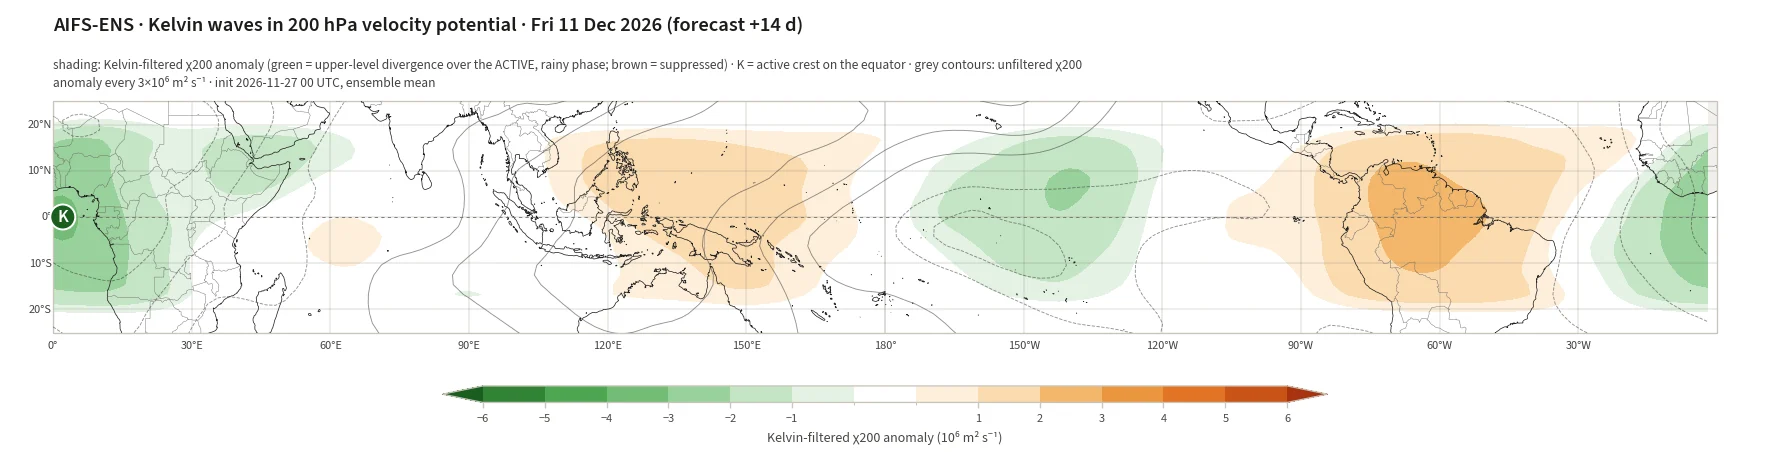 AIFS-ENS · Kelvin waves in 200 hPa velocity potential · Fri 11 Dec 2026 (forecast +14 d)
shading: Kelvin-filtered χ200 anomaly (green = upper-level divergence over the ACTIVE, rainy phase; brown = suppressed) · K = active crest on the equator · grey contours: unfiltered χ200
anomaly every 3×10⁶ m² s⁻¹ · init 2026-11-27 00 UTC, ensemble mean
20°N
10°N
0°
K
10°S
20°S
0° 30°E 60°E 90°E 120°E 150°E 180° 150°W 120°W 90°W 60°W 30°W
−6 −5 −4 −3 −2 −1 1 2 3 4 5 6
Kelvin-filtered χ200 anomaly (10⁶ m² s⁻¹)